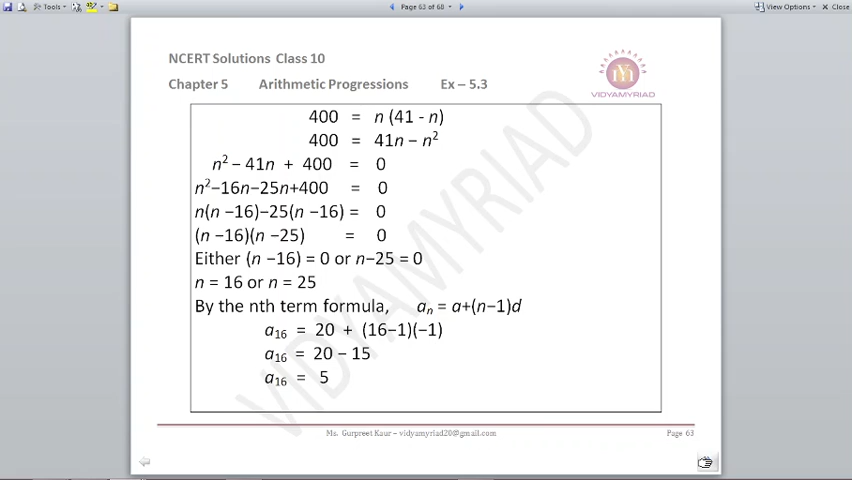 Tools
Page 63 of 68
View Options
Close
NCERT Solutions Class 10
Chapter 5 Arithmetic Progressions Ex – 5.3
VIDYAMYRIAD
400 = n (41 - n)
400 = 41n − n²
n² − 41n + 400 = 0
n²−16n−25n+400 = 0
n(n −16)−25(n −16) = 0
(n −16)(n −25) = 0
Either (n −16) = 0 or n−25 = 0
n = 16 or n = 25
By the nth term formula, aₙ = a+(n−1)d
a₁₆ = 20 + (16−1)(−1)
a₁₆ = 20 − 15
a₁₆ = 5
VIDYAMYRIAD
Ms. Gurpreet Kaur – vidyamyriad20@gmail.com
Page 63